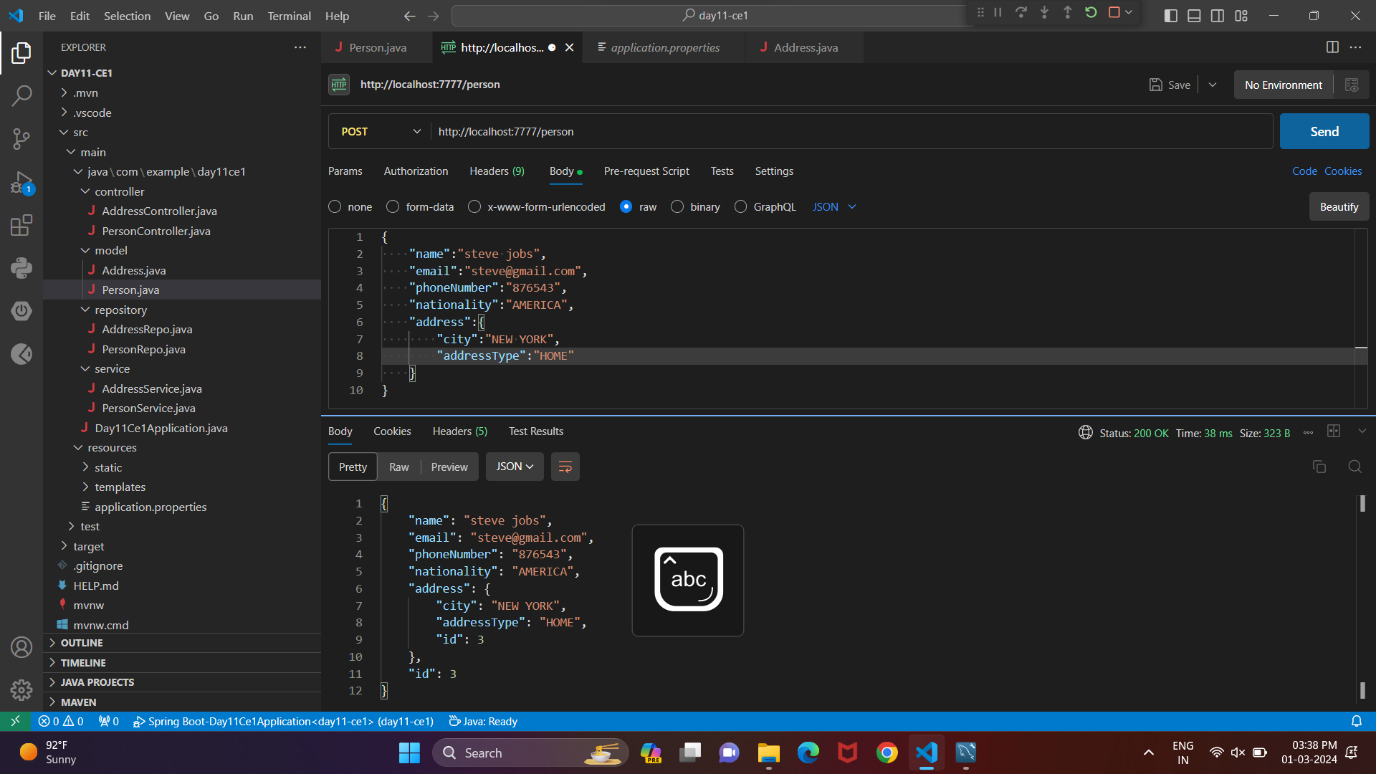 File Edit Selection View Go Run Terminal Help
day11-ce1
EXPLORER
DAY11-CE1
.mvn
.vscode
src
main
java\com\example\day11ce1
controller
AddressController.java
PersonController.java
model
Address.java
Person.java
repository
AddressRepo.java
PersonRepo.java
service
AddressService.java
PersonService.java
Day11Ce1Application.java
resources
static
templates
application.properties
test
target
.gitignore
HELP.md
mvnw
mvnw.cmd
OUTLINE
TIMELINE
JAVA PROJECTS
MAVEN
1
Person.java
HTTP http://localhos...
application.properties
Address.java
HTTP http://localhost:7777/person
Save
No Environment
POST http://localhost:7777/person
Send
Params Authorization Headers (9) Body Pre-request Script Tests Settings
Code Cookies
none form-data x-www-form-urlencoded raw binary GraphQL JSON
Beautify
1 {
2 "name":"steve jobs",
3 "email":"steve@gmail.com",
4 "phoneNumber":"876543",
5 "nationality":"AMERICA",
6 "address":{
7 "city":"NEW YORK",
8 "addressType":"HOME"
9 }
10 }
Body Cookies Headers (5) Test Results
Status: 200 OK Time: 38 ms Size: 323 B
Pretty Raw Preview JSON
1 {
2 "name": "steve jobs",
3 "email": "steve@gmail.com",
4 "phoneNumber": "876543",
5 "nationality": "AMERICA",
6 "address": {
7 "city": "NEW YORK",
8 "addressType": "HOME",
9 "id": 3
10 },
11 "id": 3
12 }
abc
0 0 0 Spring Boot-Day11Ce1Application<day11-ce1> (day11-ce1) Java: Ready
92°F
Sunny
Search
PRE
ENG
IN
03:38 PM
01-03-2024